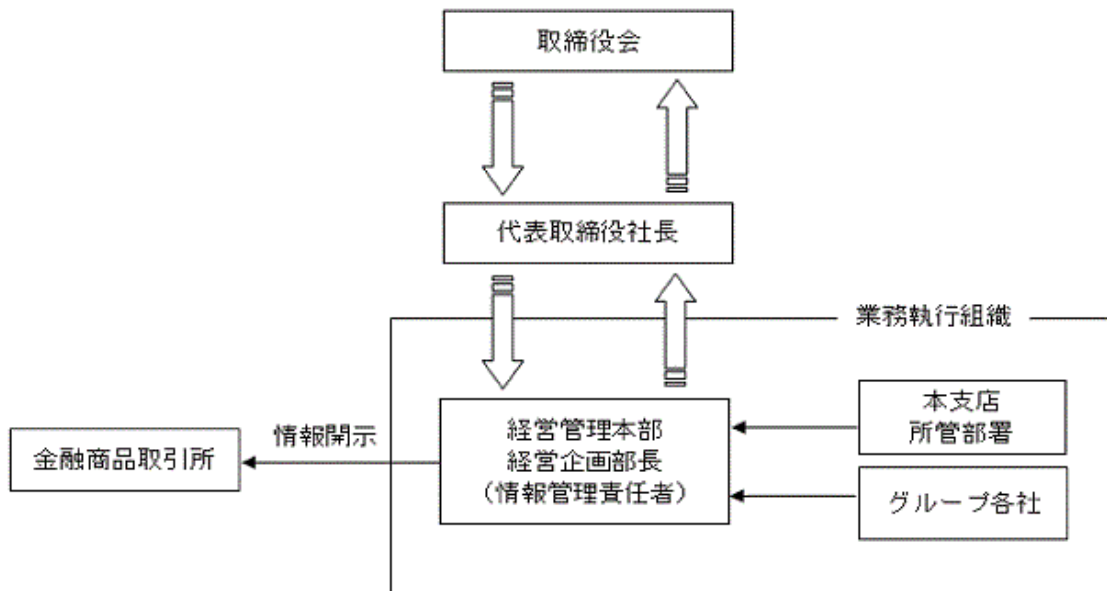 取締役会
代表取締役社長
業務執行組織
本支店
所管部署
経営管理本部
経営企画部長
（情報管理責任者）
情報開示
金融商品取引所
グループ各社